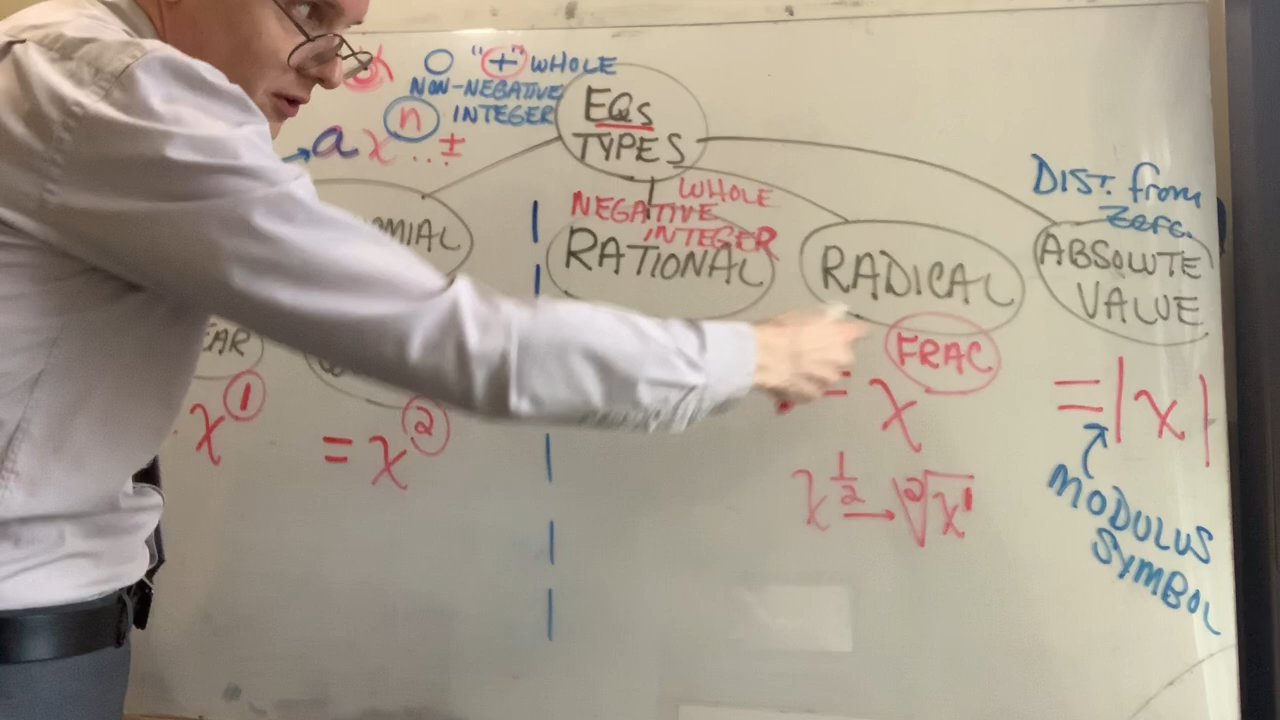 0 "+" WHOLE
NON-NEGATIVE
n INTEGER
a x ... ±
EQs
TYPES
WHOLE
NEGATIVE
INTEGER
RATIONAL
RADICAL
DIST. from
zero.
ABSOLUTE
VALUE
FRAC
= x
x^1
= x^2
= |x|
x^1/2 → ²√x^1
MODULUS
SYMBOL